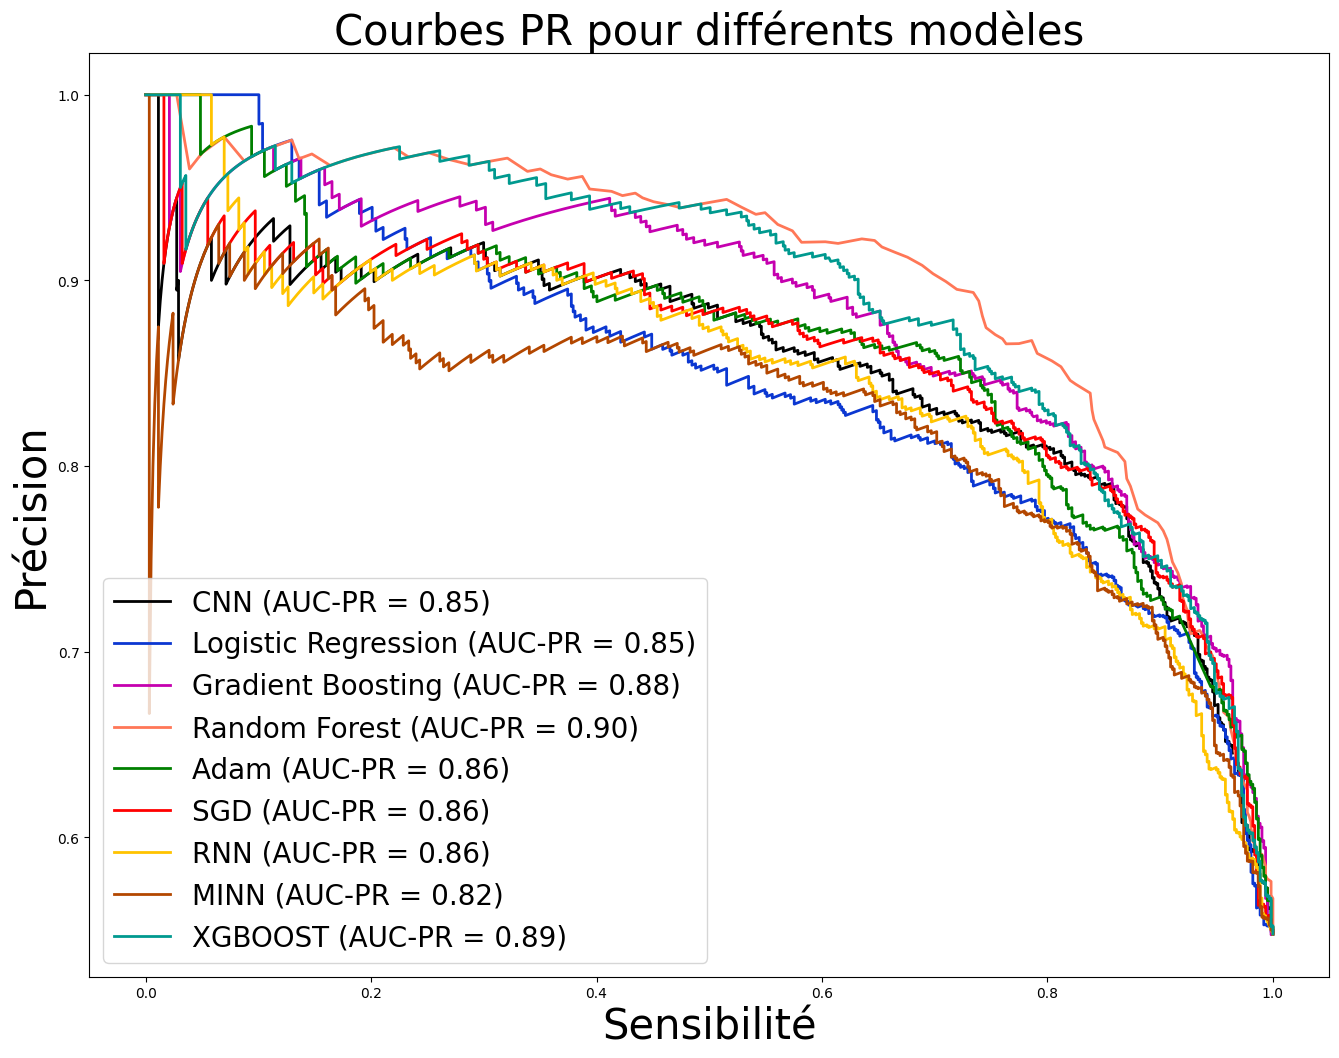 Courbes PR pour différents modèles
Précision
1.0
0.9
0.8
0.7
0.6
CNN (AUC-PR = 0.85)
Logistic Regression (AUC-PR = 0.85)
Gradient Boosting (AUC-PR = 0.88)
Random Forest (AUC-PR = 0.90)
Adam (AUC-PR = 0.86)
SGD (AUC-PR = 0.86)
RNN (AUC-PR = 0.86)
MINN (AUC-PR = 0.82)
XGBOOST (AUC-PR = 0.89)
0.0 0.2 0.4 0.6 0.8 1.0
Sensibilité